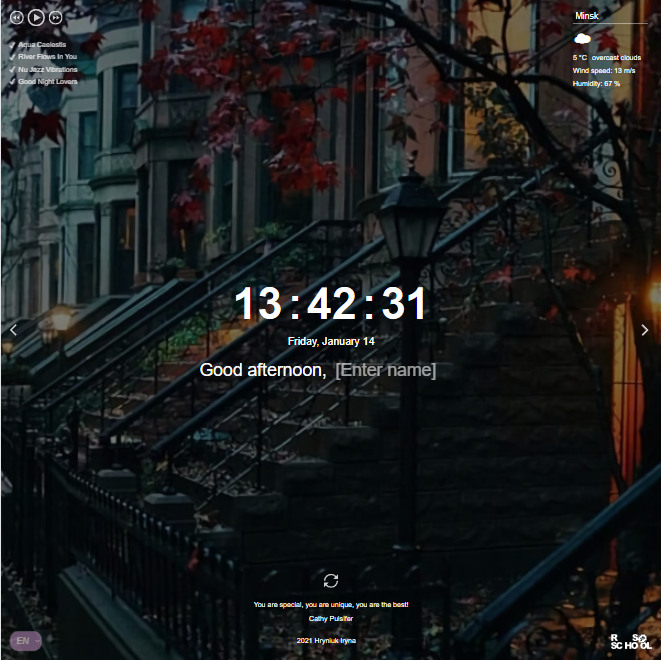 Aqua Caelestis
River Flows In You
Nu Jazz Vibrations
Good Night Lovers
Minsk
5 °C overcast clouds
Wind speed: 13 m/s
Humidity: 67 %
13:42:31
Friday, January 14
Good afternoon, [Enter name]
You are special, you are unique, you are the best!
Cathy Pulsifer
2021 Hryniuk Iryna
EN
R S
SCHOOL